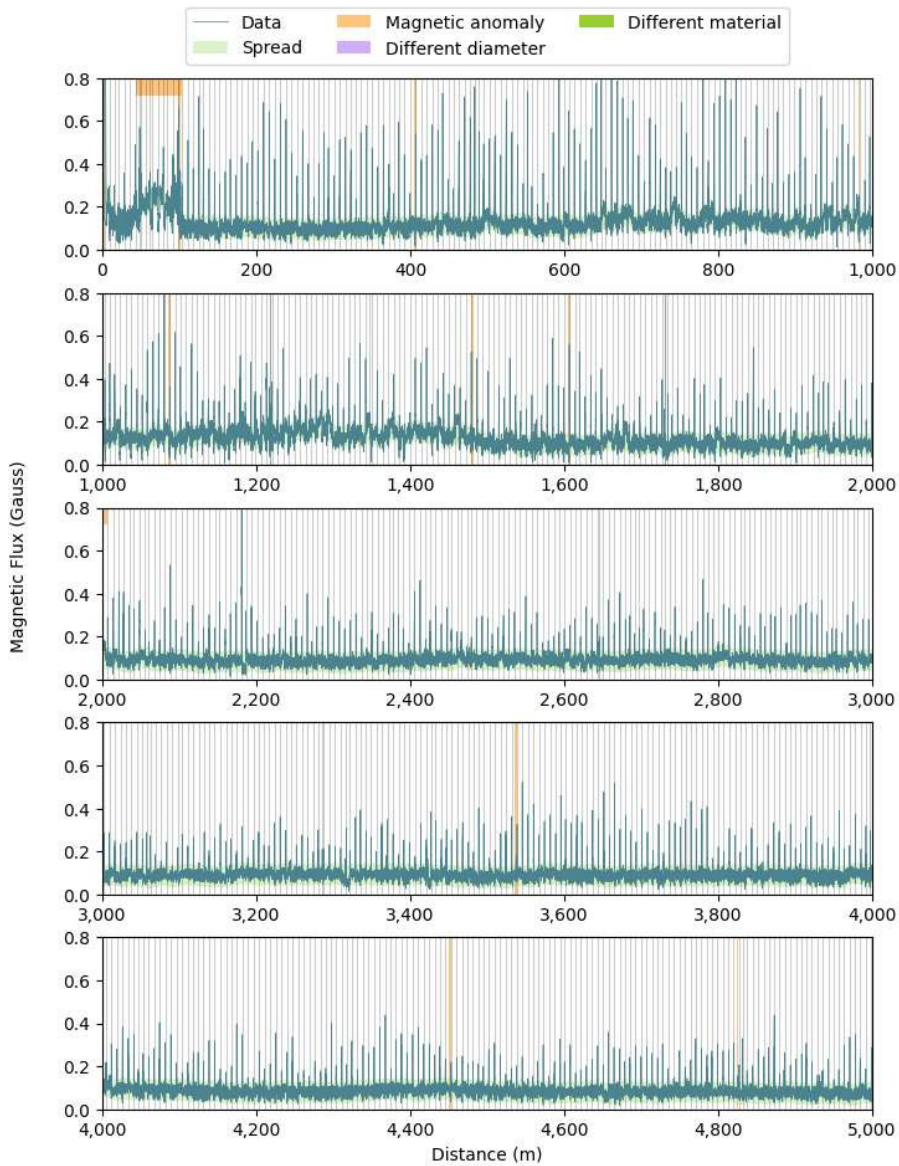 Data Magnetic anomaly Different material
Spread Different diameter
Magnetic Flux (Gauss)
0.8
0.6
0.4
0.2
0.0
0 200 400 600 800 1,000
0.8
0.6
0.4
0.2
0.0
1,000 1,200 1,400 1,600 1,800 2,000
0.8
0.6
0.4
0.2
0.0
2,000 2,200 2,400 2,600 2,800 3,000
0.8
0.6
0.4
0.2
0.0
3,000 3,200 3,400 3,600 3,800 4,000
0.8
0.6
0.4
0.2
0.0
4,000 4,200 4,400 4,600 4,800 5,000
Distance (m)